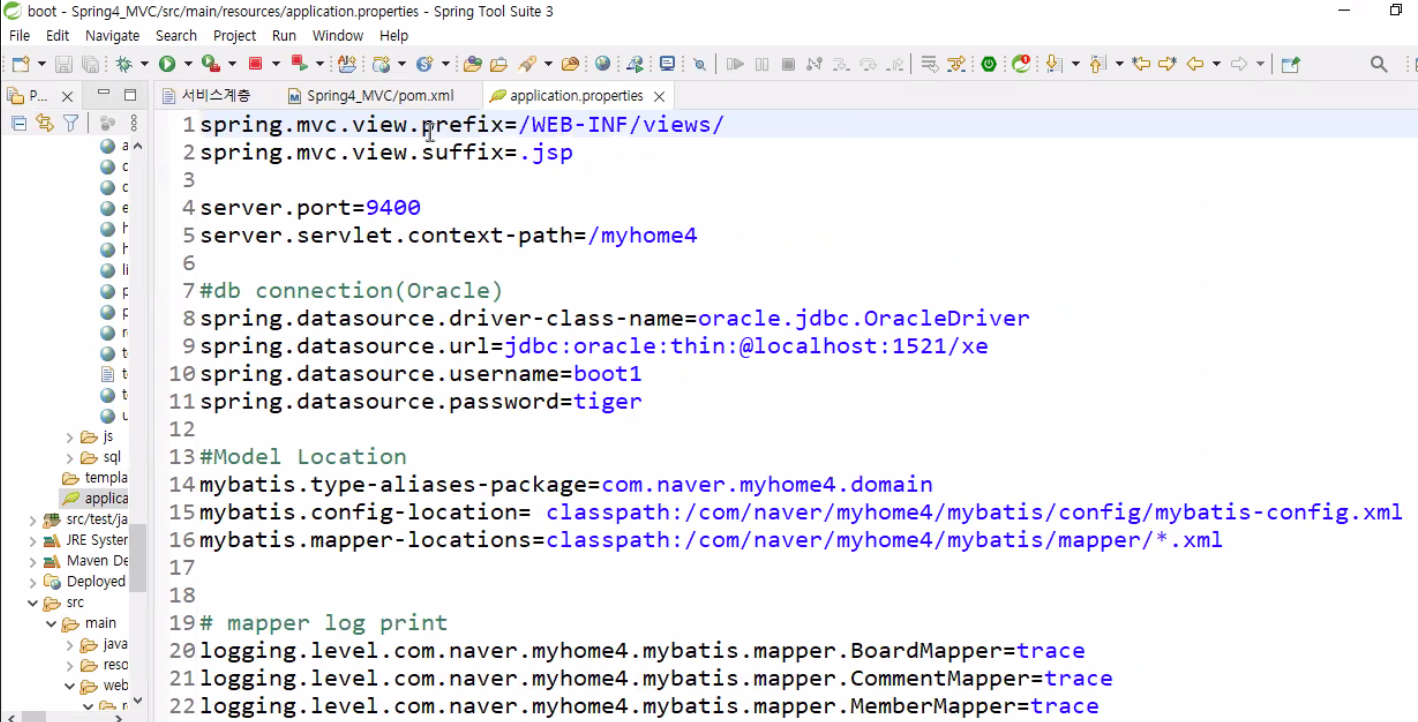 boot - Spring4_MVC/src/main/resources/application.properties - Spring Tool Suite 3
File Edit Navigate Search Project Run Window Help
P... 서비스계층 Spring4_MVC/pom.xml application.properties
1 spring.mvc.view.prefix=/WEB-INF/views/
2 spring.mvc.view.suffix=.jsp
3
4 server.port=9400
5 server.servlet.context-path=/myhome4
6
7 #db connection(Oracle)
8 spring.datasource.driver-class-name=oracle.jdbc.OracleDriver
9 spring.datasource.url=jdbc:oracle:thin:@localhost:1521/xe
10 spring.datasource.username=boot1
11 spring.datasource.password=tiger
12
13 #Model Location
14 mybatis.type-aliases-package=com.naver.myhome4.domain
15 mybatis.config-location= classpath:/com/naver/myhome4/mybatis/config/mybatis-config.xml
16 mybatis.mapper-locations=classpath:/com/naver/myhome4/mybatis/mapper/*.xml
17
18
19 # mapper log print
20 logging.level.com.naver.myhome4.mybatis.mapper.BoardMapper=trace
21 logging.level.com.naver.myhome4.mybatis.mapper.CommentMapper=trace
22 logging.level.com.naver.myhome4.mybatis.mapper.MemberMapper=trace
js
sql
templa
applica
src/test/ja
JRE System
Maven De
Deployed
src
main
java
reso
web